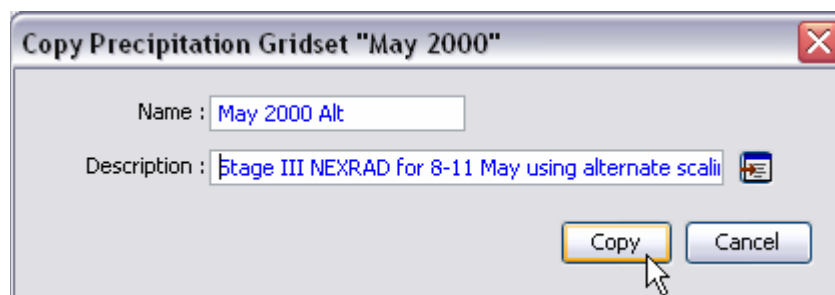 Copy Precipitation Gridset "May 2000"
Name : May 2000 Alt
Description : Stage III NEXRAD for 8-11 May using alternate
Copy Cancel